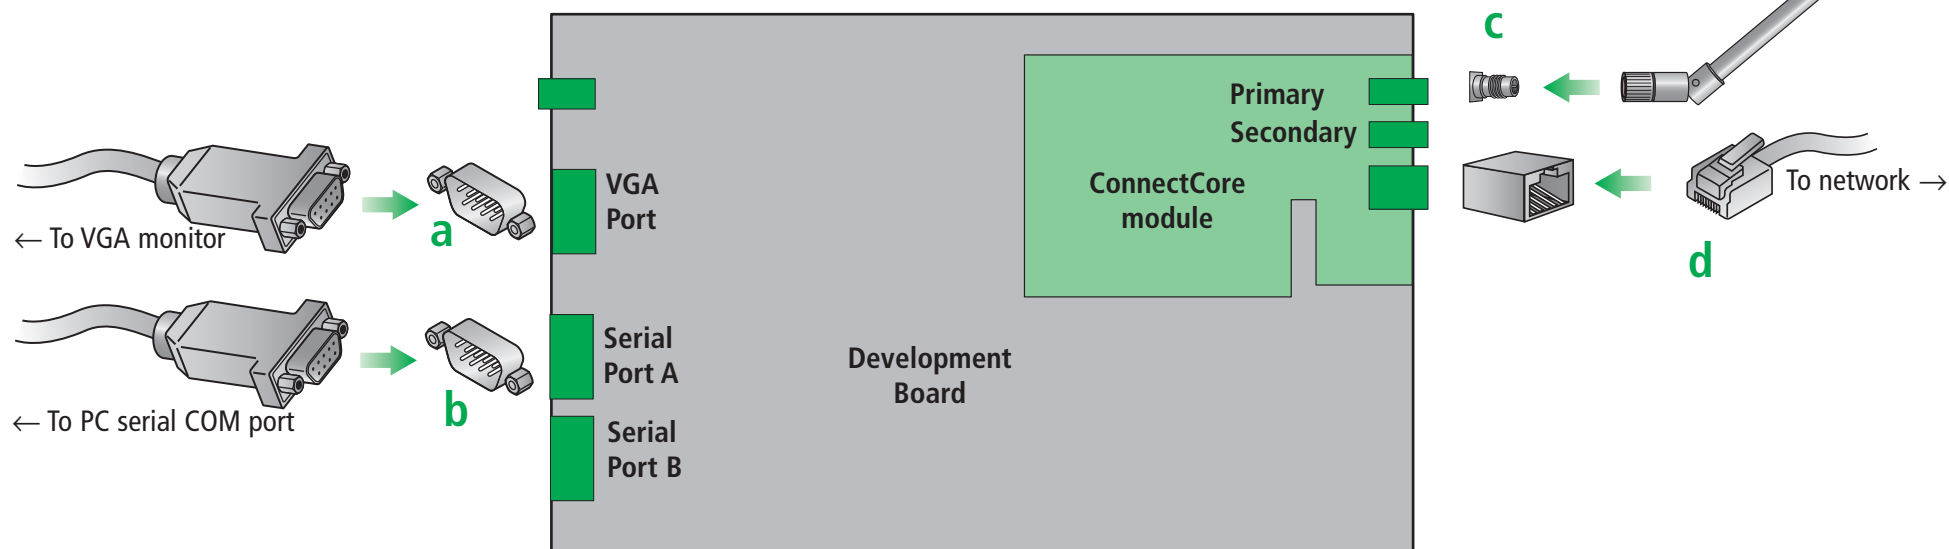 c
Primary
Secondary
VGA
Port
ConnectCore
module
To network →
← To VGA monitor
a
d
Serial
Port A
Development
Board
b
← To PC serial COM port
Serial
Port B